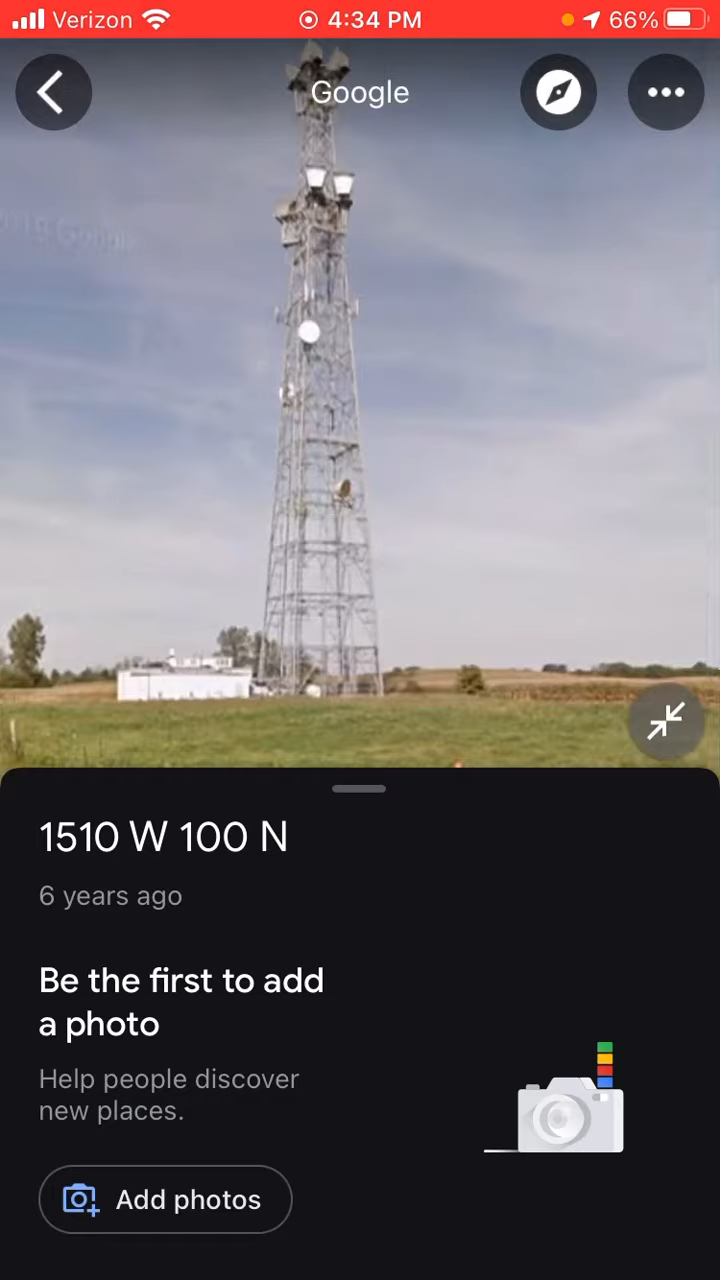 Verizon 4:34 PM 66%
Google
1510 W 100 N
6 years ago
Be the first to add
a photo
Help people discover
new places.
Add photos